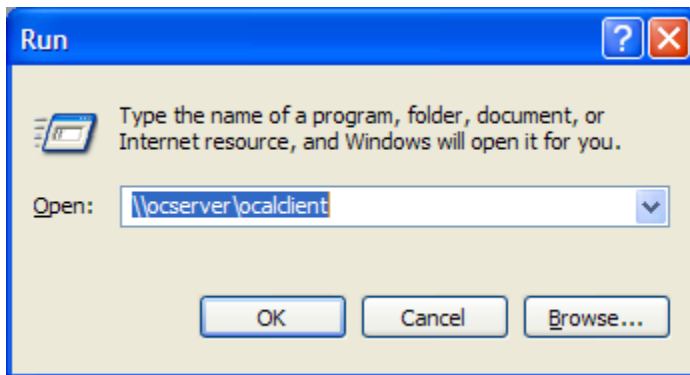 Run
Type the name of a program, folder, document, or
Internet resource, and Windows will open it for you.
Open: \\ocserver\ocalclient
OK Cancel Browse...